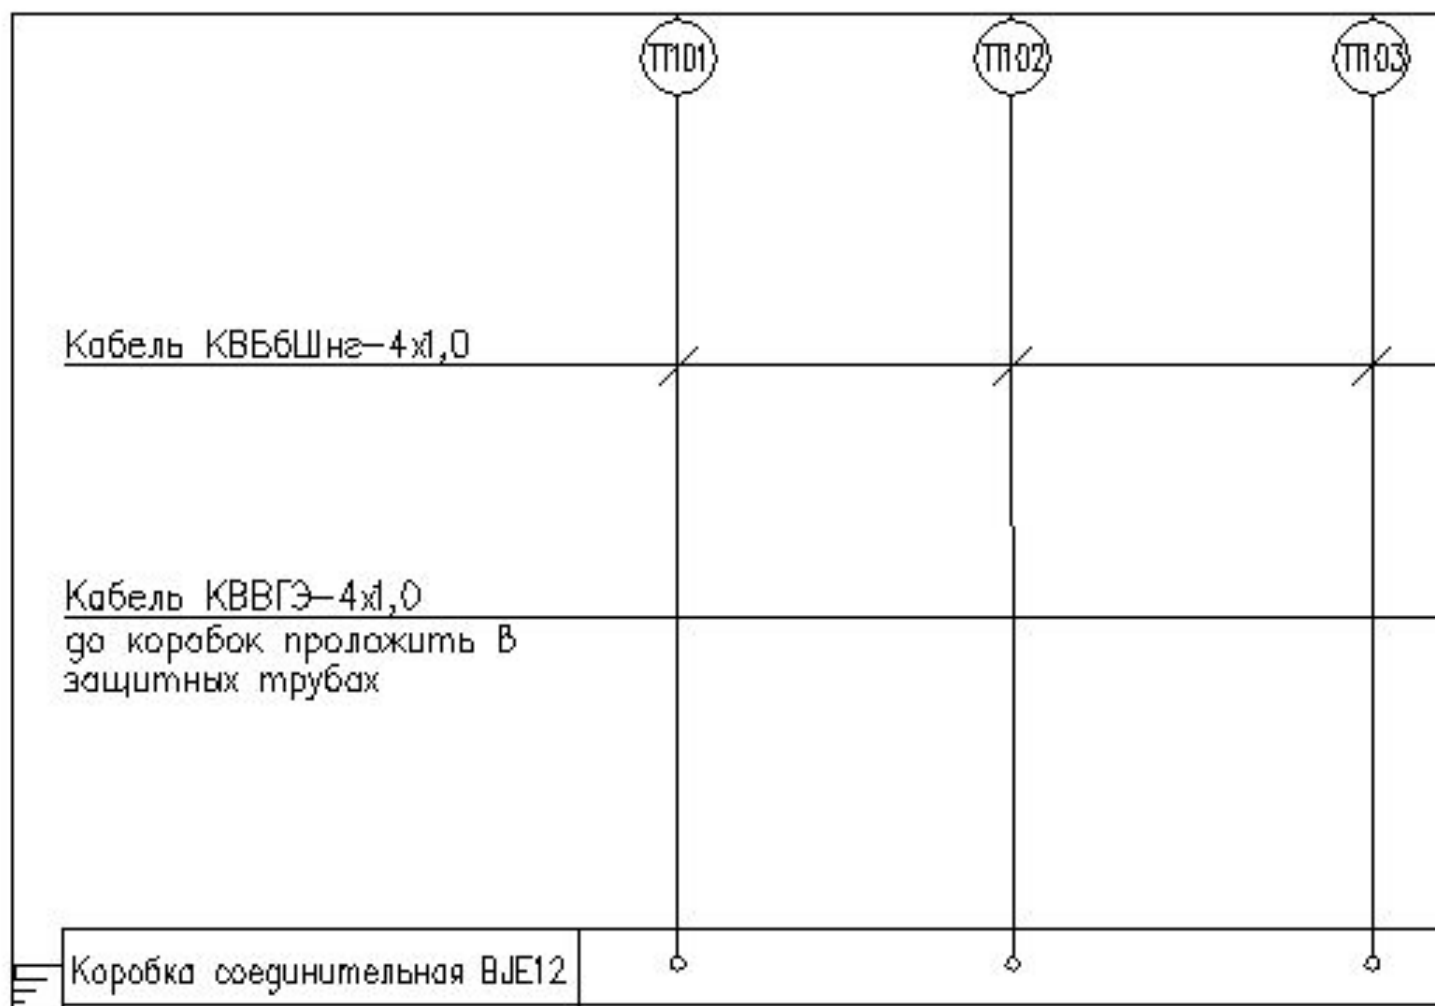 ТП101 ТП102 ТП103
Кабель КВБбШнг-4х1,0
Кабель КВВГЭ-4х1,0
до коробок проложить в
защитных трубах
Коробка соединительная BJE12